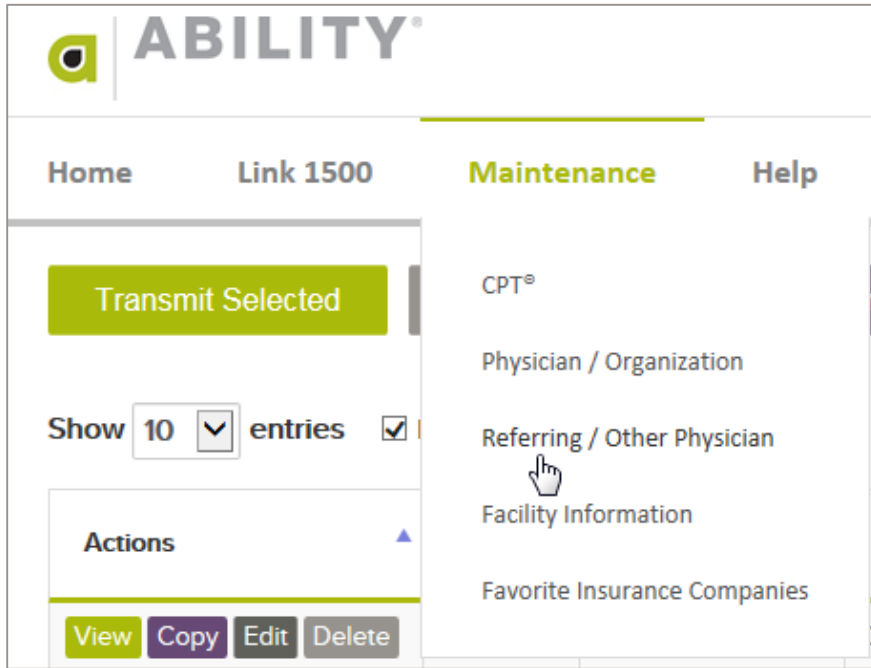 a ABILITY®
Home Link 1500 Maintenance Help
CPT®
Transmit Selected
Physician / Organization
Show 10 entries
Referring / Other Physician
Facility Information
Actions
Favorite Insurance Companies
View Copy Edit Delete